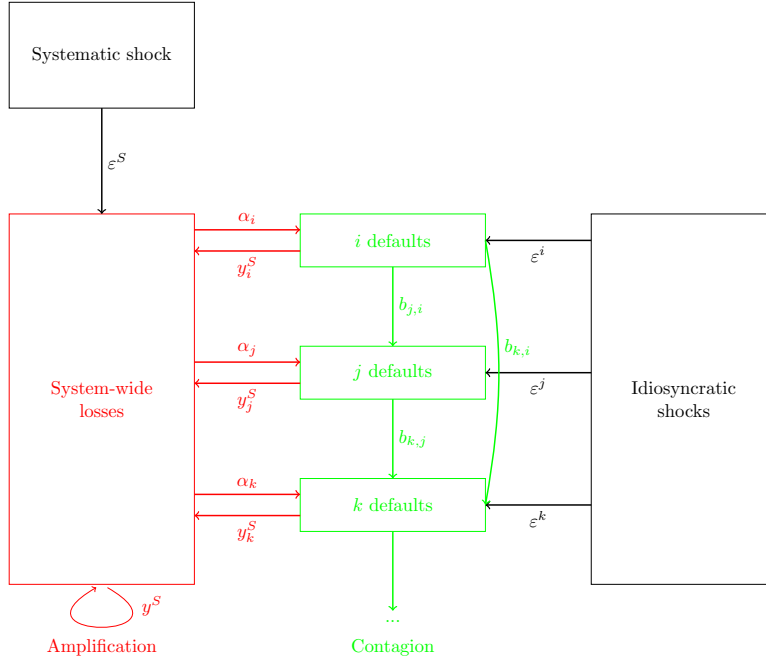 Systematic shock
ε^S
α_i
i defaults
y_i^S
ε^i
b_{j,i}
b_{k,i}
α_j
j defaults
y_j^S
ε^j
System-wide
losses
Idiosyncratic
shocks
b_{k,j}
α_k
k defaults
y_k^S
ε^k
y^S
...
Amplification
Contagion